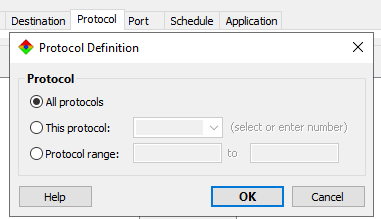 Destination Protocol Port Schedule Application
Protocol Definition
Protocol
All protocols
This protocol: (select or enter number)
Protocol range: to
Help OK Cancel